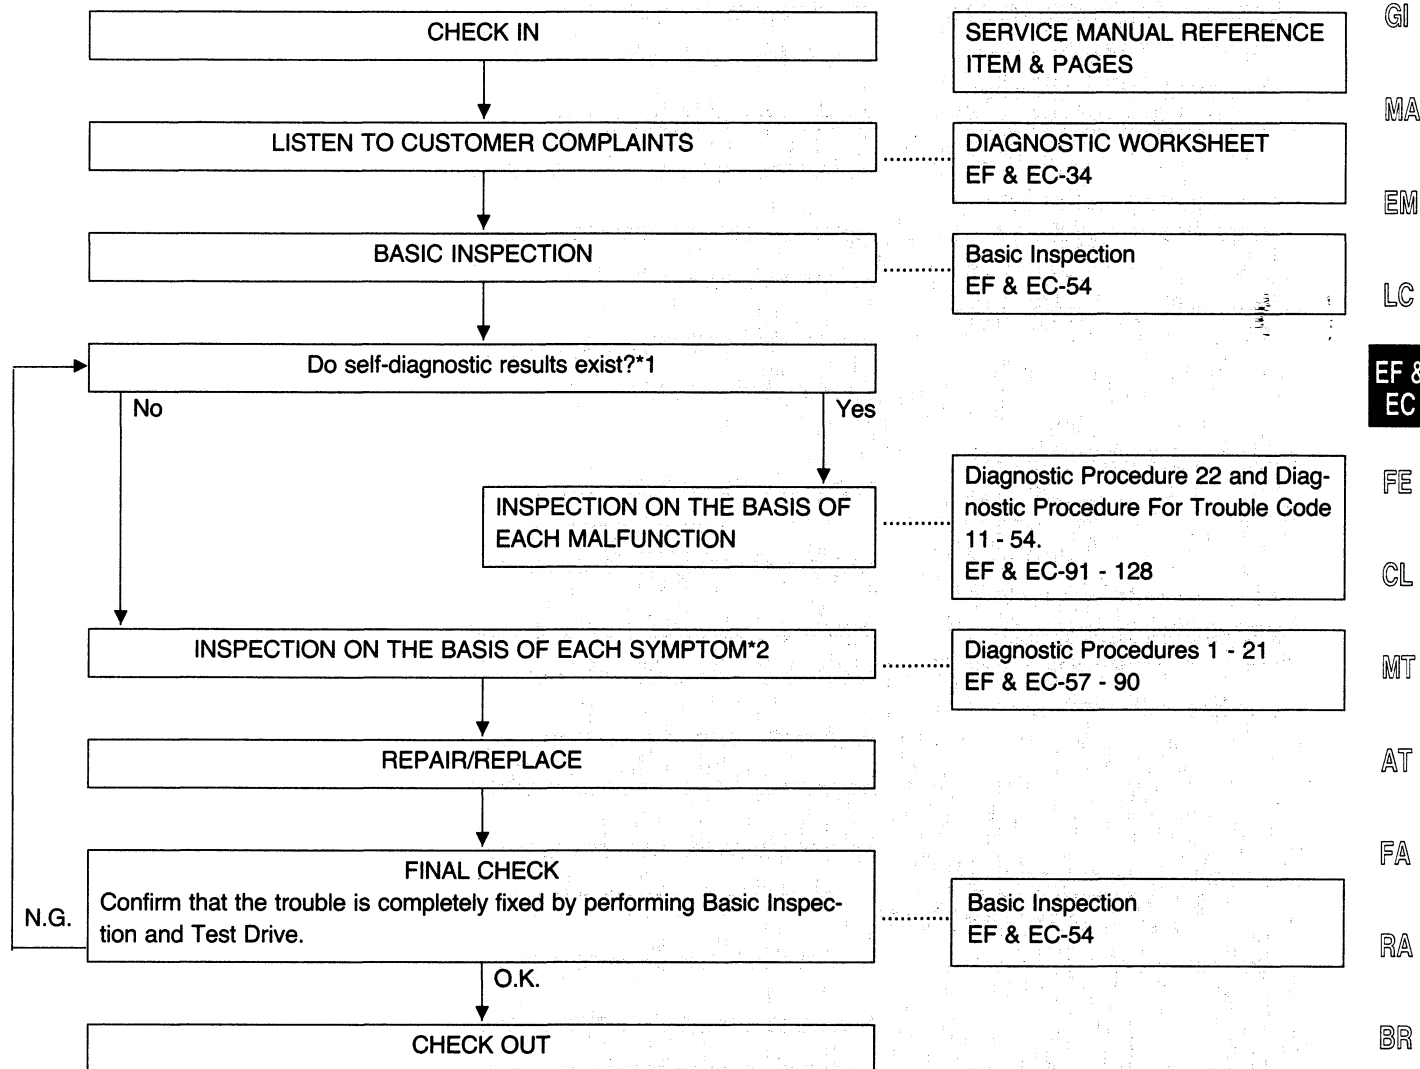 CHECK IN
SERVICE MANUAL REFERENCE
ITEM & PAGES
LISTEN TO CUSTOMER COMPLAINTS
DIAGNOSTIC WORKSHEET
EF & EC-34
BASIC INSPECTION
Basic Inspection
EF & EC-54
Do self-diagnostic results exist?*1
No
Yes
INSPECTION ON THE BASIS OF
EACH MALFUNCTION
Diagnostic Procedure 22 and Diag-
nostic Procedure For Trouble Code
11 - 54.
EF & EC-91 - 128
INSPECTION ON THE BASIS OF EACH SYMPTOM*2
Diagnostic Procedures 1 - 21
EF & EC-57 - 90
REPAIR/REPLACE
FINAL CHECK
Confirm that the trouble is completely fixed by performing Basic Inspec-
tion and Test Drive.
N.G.
Basic Inspection
EF & EC-54
O.K.
CHECK OUT
GI
MA
EM
LC
EF &
EC
FE
CL
MT
AT
FA
RA
BR